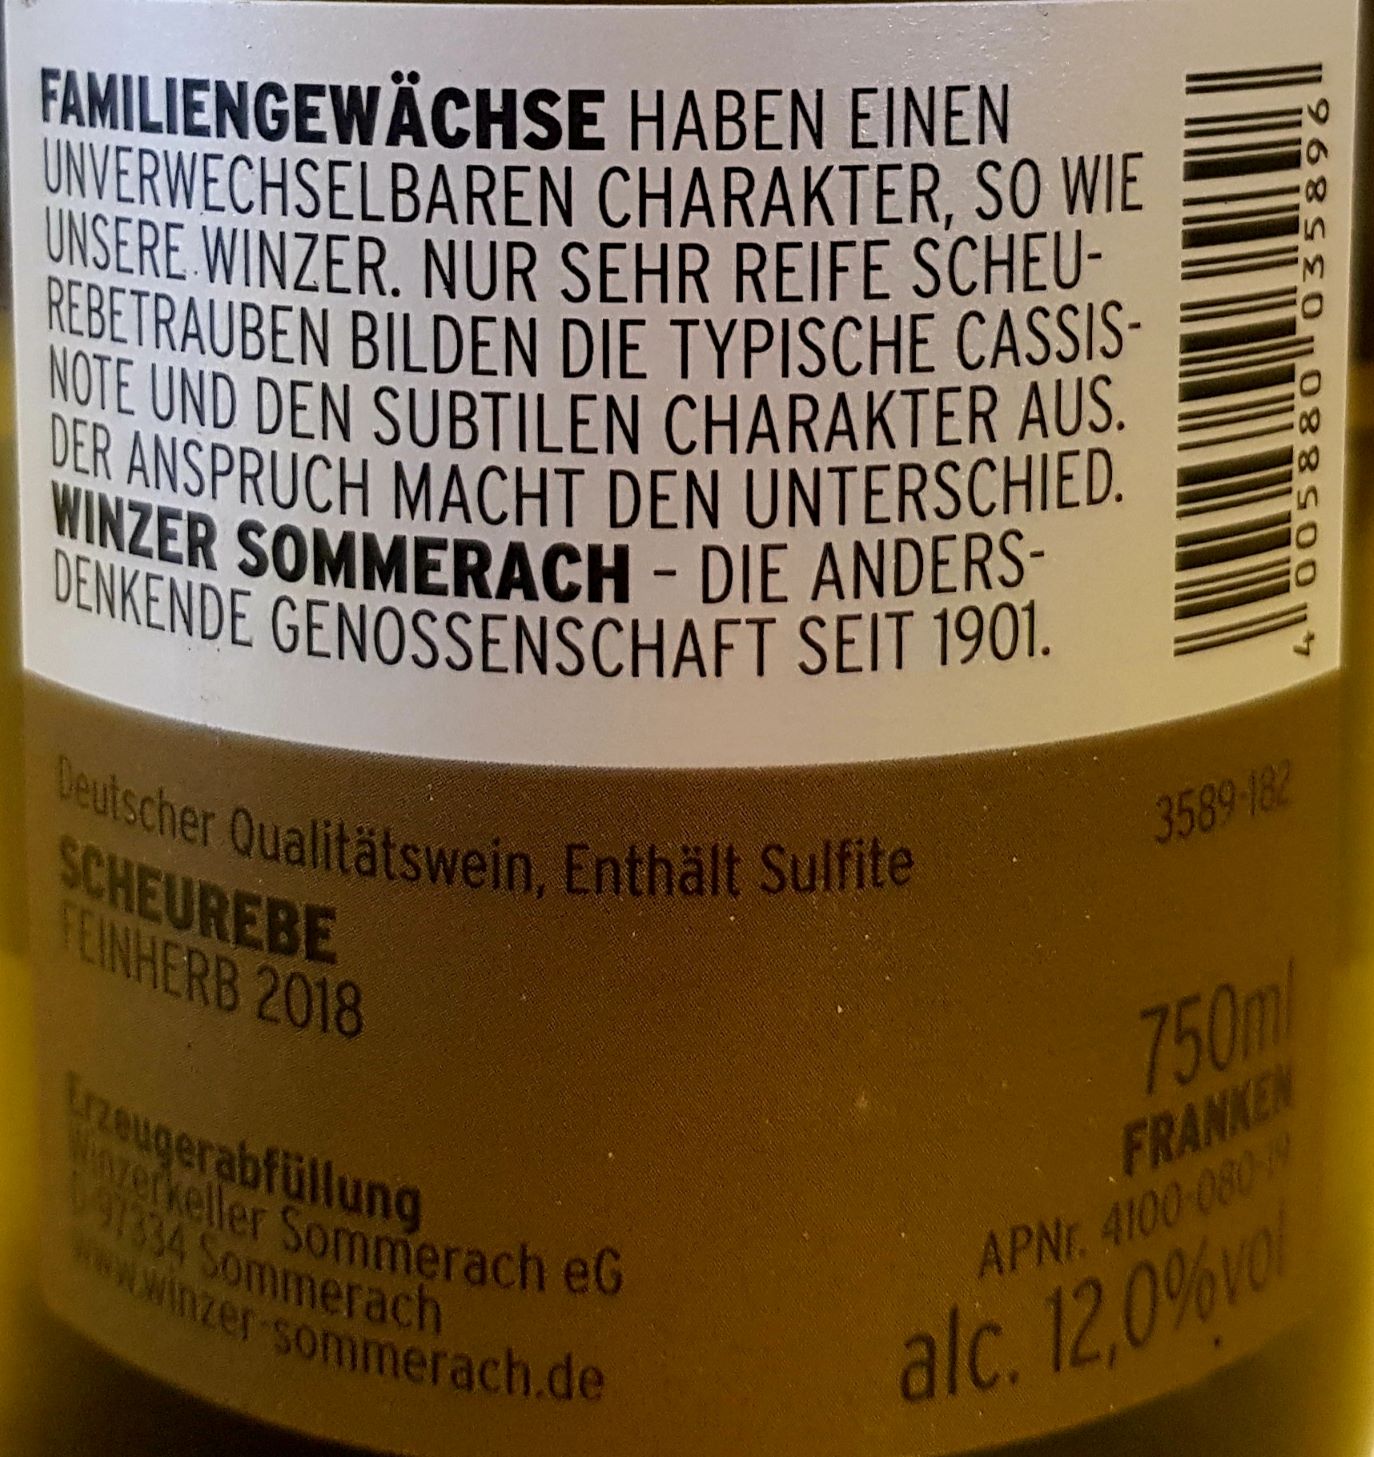 FAMILIENGEWÄCHSE HABEN EINEN
UNVERWECHSELBAREN CHARAKTER, SO WIE
UNSERE WINZER. NUR SEHR REIFE SCHEU-
REBETRAUBEN BILDEN DIE TYPISCHE CASSIS-
NOTE UND DEN SUBTILEN CHARAKTER AUS.
DER ANSPRUCH MACHT DEN UNTERSCHIED.
WINZER SOMMERACH – DIE ANDERS-
DENKENDE GENOSSENSCHAFT SEIT 1901.
4 005880 035896
Deutscher Qualitätswein, Enthält Sulfite
3589-182
SCHEUREBE
FEINHERB 2018
Erzeugerabfüllung
Winzerkeller Sommerach eG
D-97334 Sommerach
www.winzer-sommerach.de
750ml
FRANKEN
APNr. 4100-080-19
alc. 12,0%vol